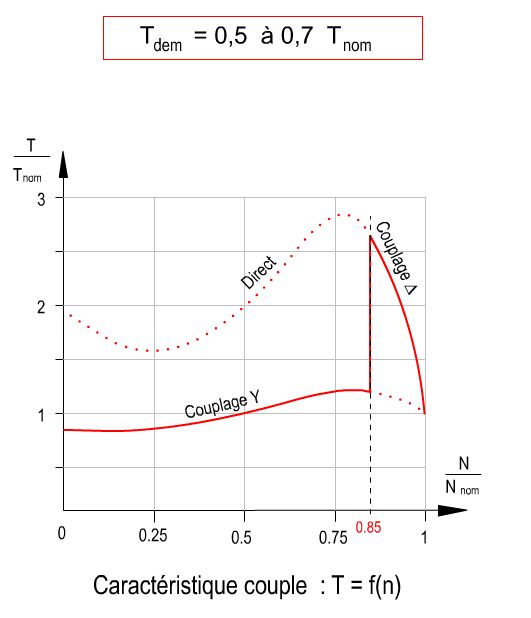 Tdem = 0,5 à 0,7 Tnom
T
Tnom
3
Couplage Δ
Direct
2
Couplage Y
1
N
N nom
0
0.25
0.5
0.75
0.85
1
Caractéristique couple : T = f(n)